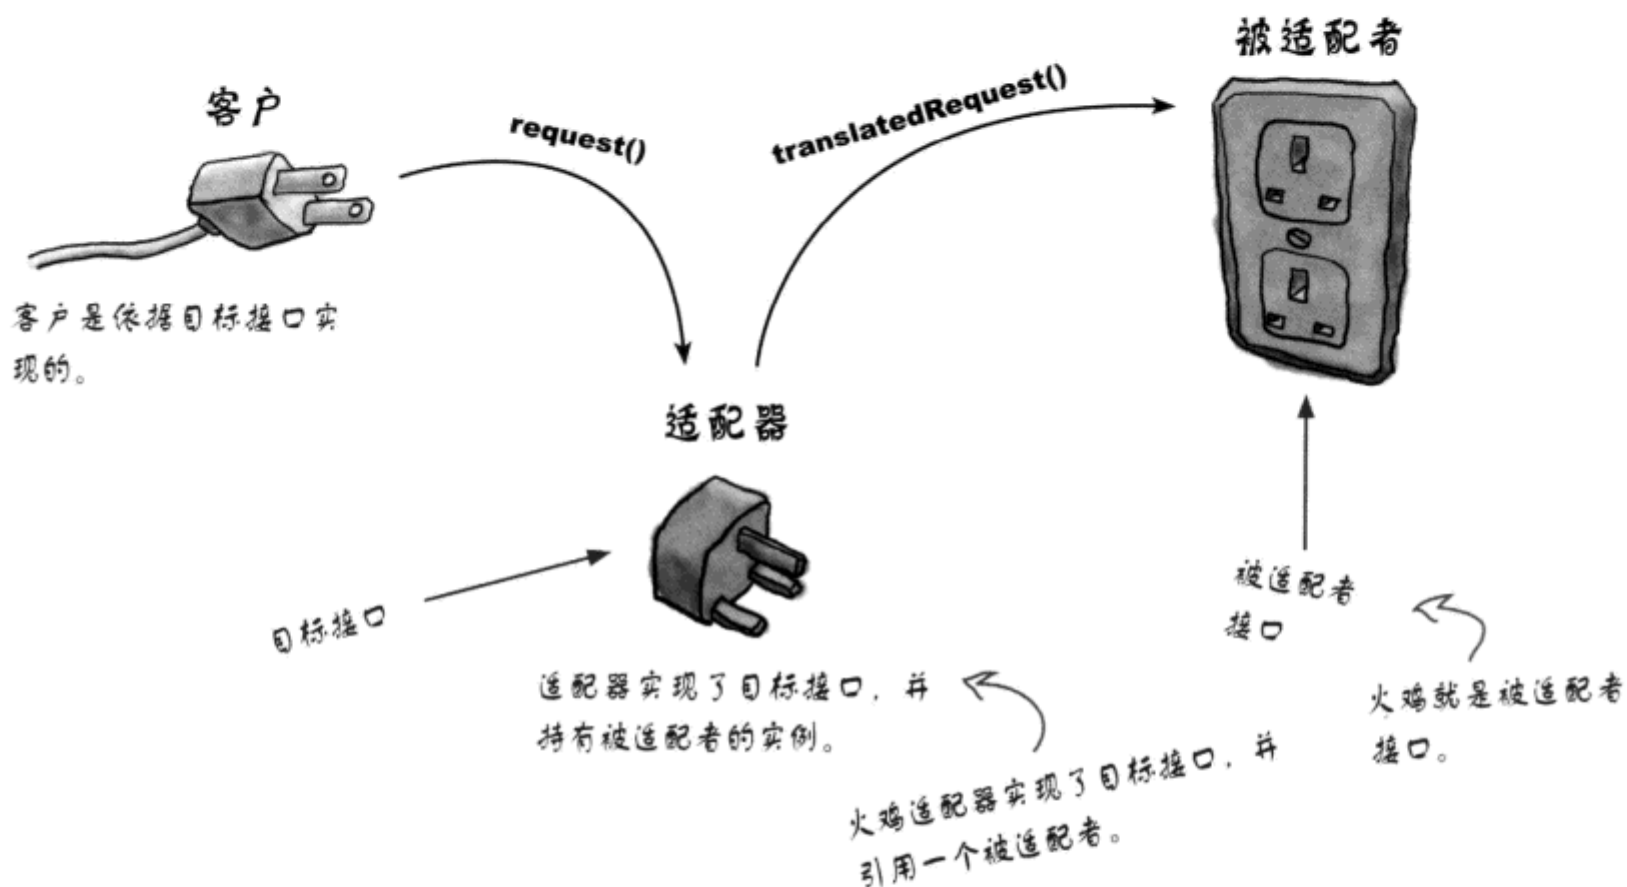 被适配者
客户
request()
translatedRequest()
客户是依据目标接口实
现的。
适配器
目标接口
被适配者
接口
适配器实现了目标接口，并
持有被适配者的实例。
火鸡就是被适配者
接口。
火鸡适配器实现了目标接口，并
引用一个被适配者。